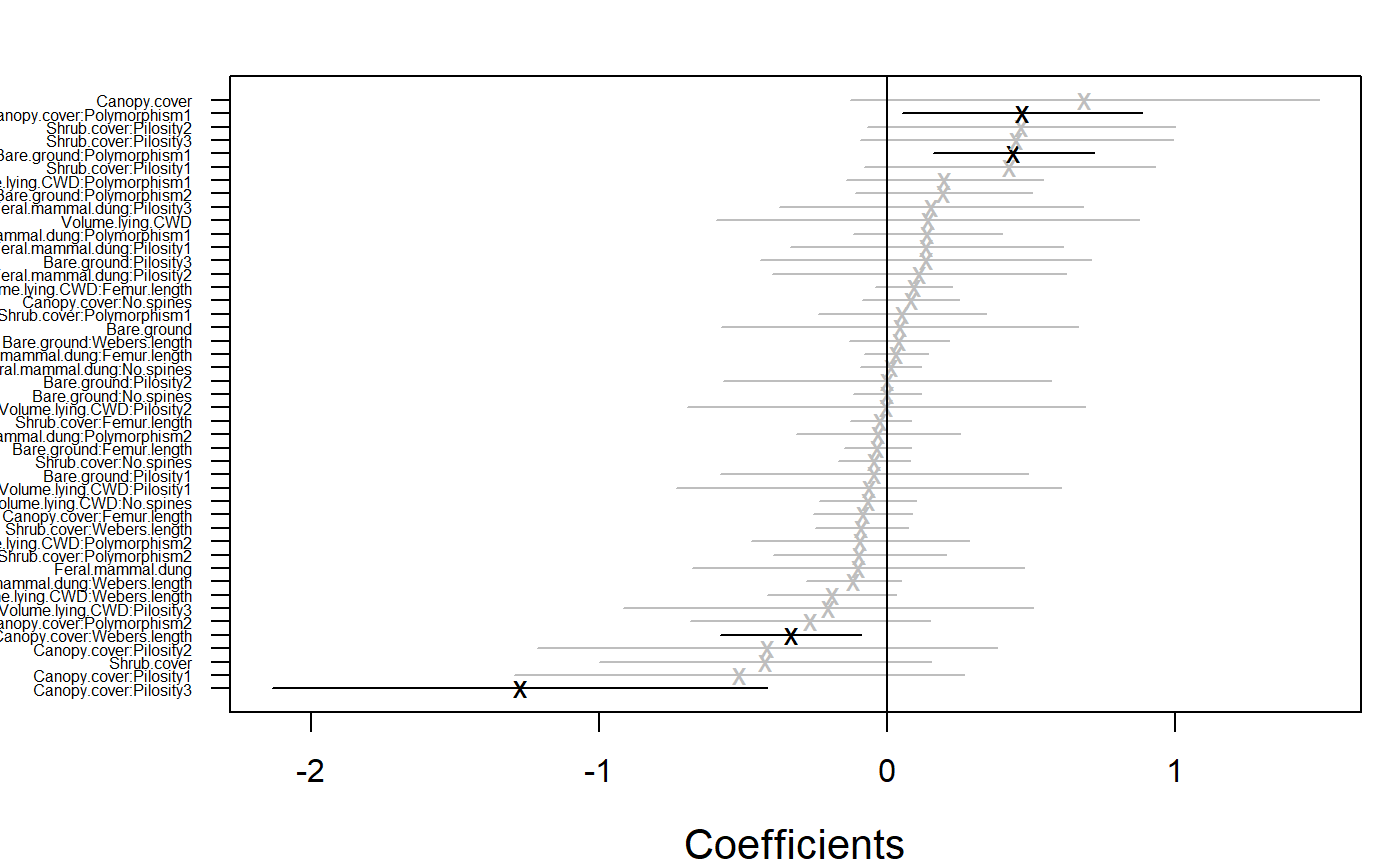 Canopy.cover
anopy.cover:Polymorphism1
Shrub.cover:Pilosity2
Shrub.cover:Pilosity3
Bare.ground:Polymorphism1
Shrub.cover:Pilosity1
e.lying.CWD:Polymorphism1
Bare.ground:Polymorphism2
eral.mammal.dung:Pilosity3
Volume.lying.CWD
ammal.dung:Polymorphism1
eral.mammal.dung:Pilosity1
Bare.ground:Pilosity3
eral.mammal.dung:Pilosity2
me.lying.CWD:Femur.length
Canopy.cover:No.spines
Shrub.cover:Polymorphism1
Bare.ground
Bare.ground:Webers.length
mammal.dung:Femur.length
ral.mammal.dung:No.spines
Bare.ground:Pilosity2
Bare.ground:No.spines
Volume.lying.CWD:Pilosity2
Shrub.cover:Femur.length
ammal.dung:Polymorphism2
Bare.ground:Femur.length
Shrub.cover:No.spines
Bare.ground:Pilosity1
Volume.lying.CWD:Pilosity1
olume.lying.CWD:No.spines
Canopy.cover:Femur.length
Shrub.cover:Webers.length
e.lying.CWD:Polymorphism2
Shrub.cover:Polymorphism2
Feral.mammal.dung
nammal.dung:Webers.length
ne.lying.CWD:Webers.length
Volume.lying.CWD:Pilosity3
anopy.cover:Polymorphism2
Canopy.cover:Webers.length
Canopy.cover:Pilosity2
Shrub.cover
Canopy.cover:Pilosity1
Canopy.cover:Pilosity3
-2 -1 0 1
Coefficients